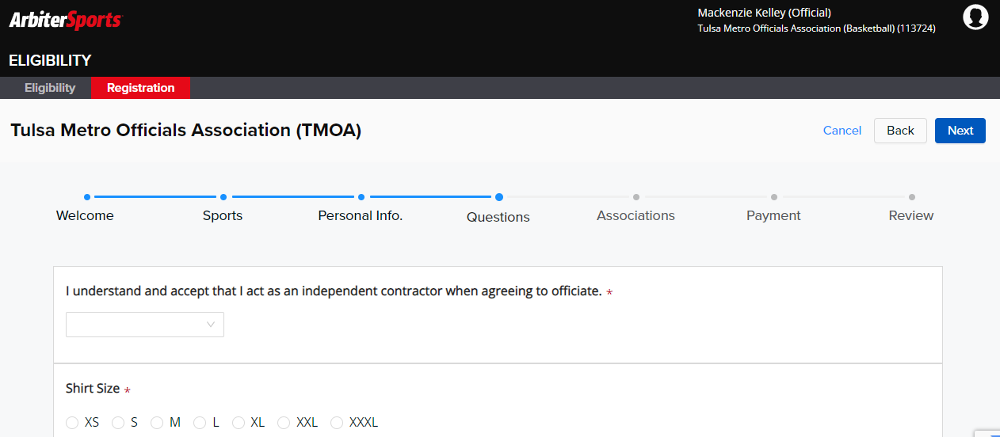 ArbiterSports
Mackenzie Kelley (Official)
Tulsa Metro Officials Association (Basketball) (113724)
ELIGIBILITY
Eligibility Registration
Tulsa Metro Officials Association (TMOA)
Cancel Back Next
Welcome Sports Personal Info. Questions Associations Payment Review
I understand and accept that I act as an independent contractor when agreeing to officiate. *
Shirt Size *
XS S M L XL XXL XXXL